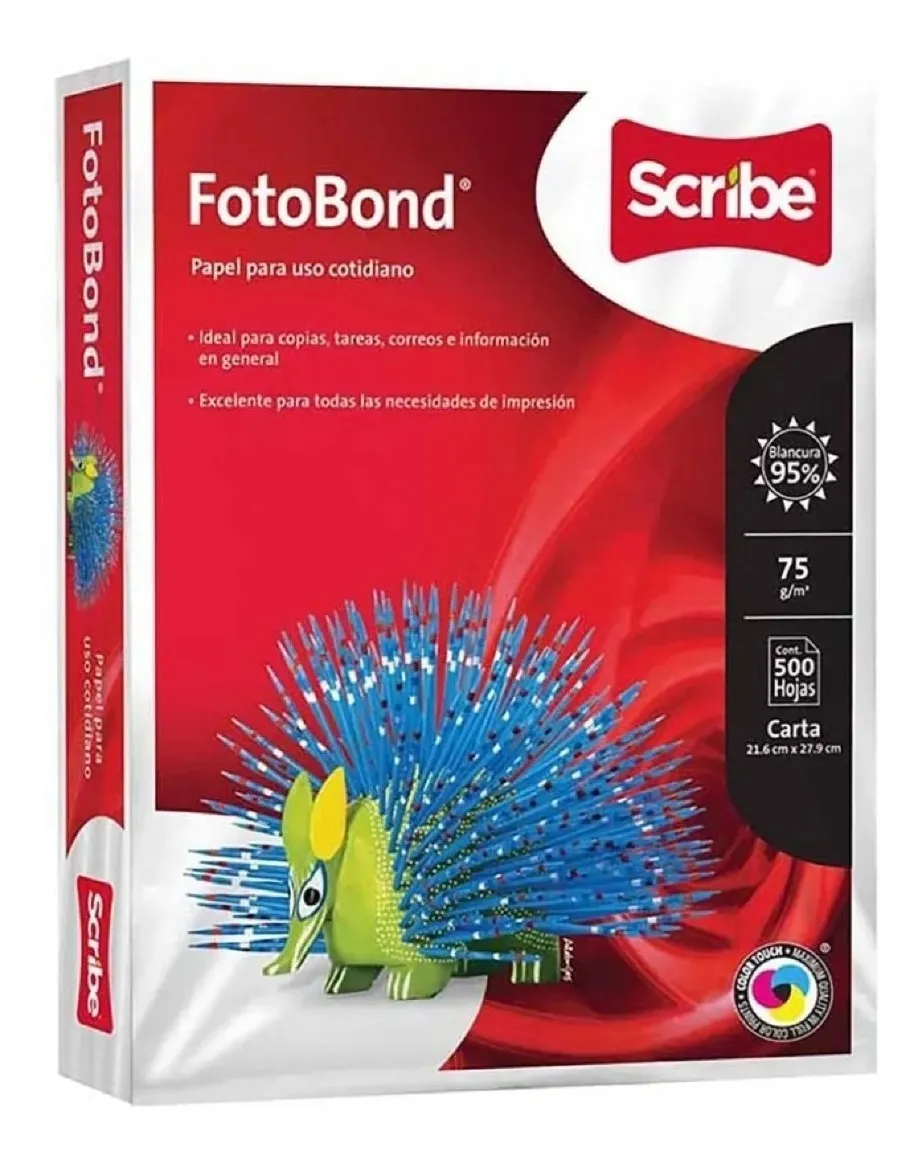 FotoBond®
Papel para uso cotidiano
• Ideal para copias, tareas, correos e información
en general
• Excelente para todas las necesidades de impresión
Scribe®
Blancura
95%
75
g/m²
Cont.
500
Hojas
Carta
21.6 cm x 27.9 cm
COLOR TOUCH • MAXIMUM QUALITY IN FULL COLOR PRINTS •
®
FotoBond®
Papel para
uso cotidiano
Scribe®